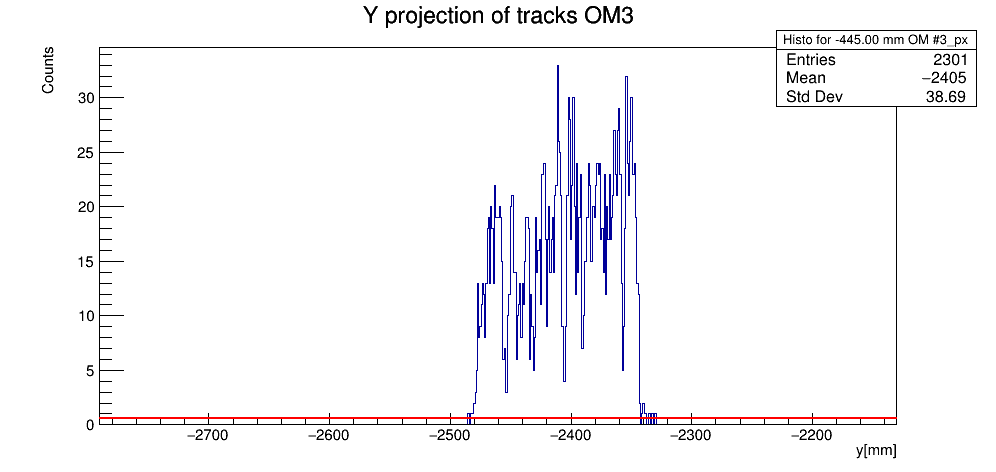 Y projection of tracks OM3
Histo for -445.00 mm OM #3_px
Entries 2301
Mean −2405
Std Dev 38.69
Counts
30
25
20
15
10
5
0
−2700 −2600 −2500 −2400 −2300 −2200
y[mm]